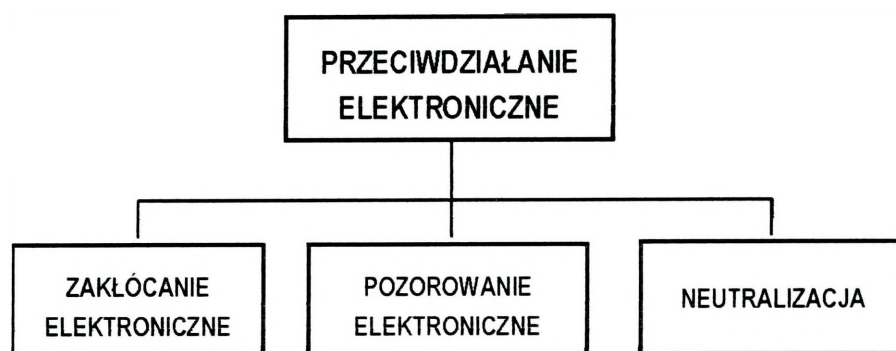 PRZECIWDZIAŁANIE
ELEKTRONICZNE
ZAKŁÓCANIE
ELEKTRONICZNE
POZOROWANIE
ELEKTRONICZNE
NEUTRALIZACJA